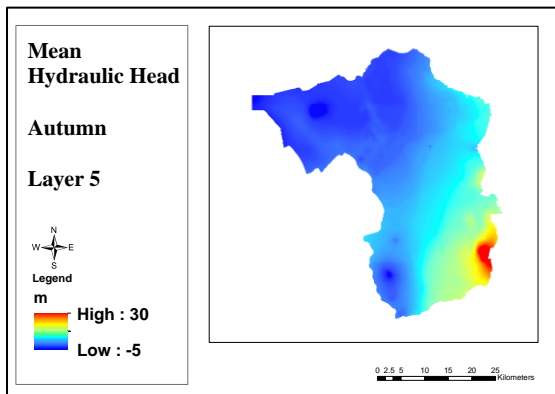 Mean
Hydraulic Head
Autumn
Layer 5
N
W E
S
Legend
m
High : 30
Low : -5
0 2.5 5 10 15 20 25
Kilometers